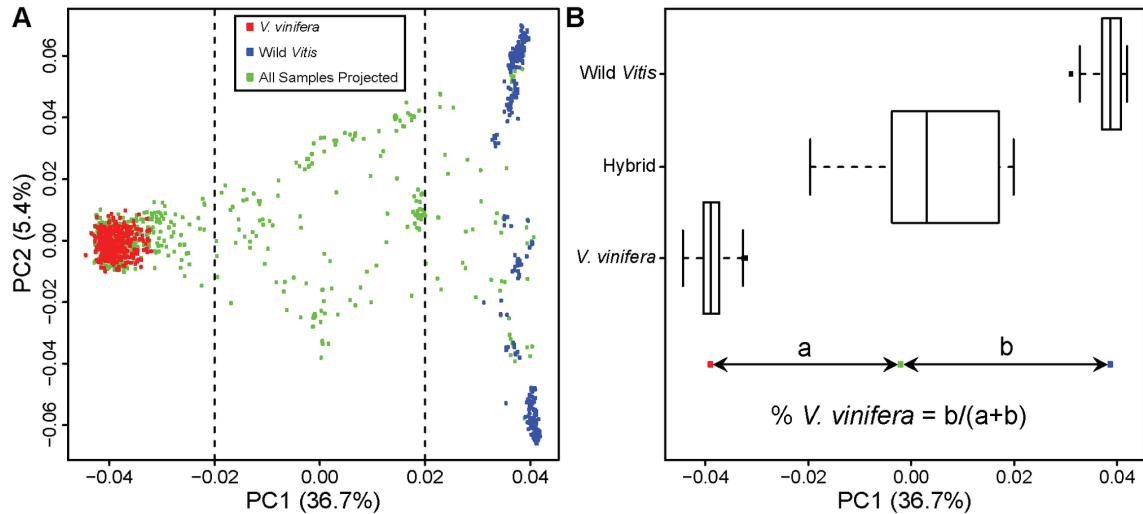 A
V. vinifera
Wild Vitis
All Samples Projected
PC2 (5.4%)
0.06
0.04
0.02
0.00
−0.02
−0.04
−0.06
−0.04
−0.02
0.00
0.02
0.04
PC1 (36.7%)
B
Wild Vitis
Hybrid
V. vinifera
a
b
% V. vinifera = b/(a+b)
−0.04
−0.02
0.00
0.02
0.04
PC1 (36.7%)